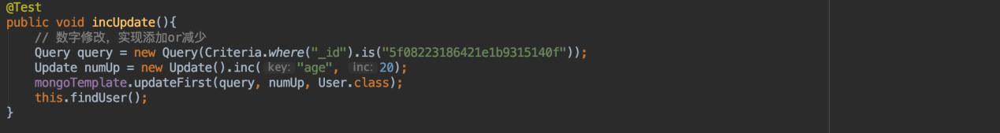 @Test
public void incUpdate(){
// 数字修改，实现添加or减少
Query query = new Query(Criteria.where("_id").is("5f08223186421e1b9315140f"));
Update numUp = new Update().inc( key: "age", inc: 20);
mongoTemplate.updateFirst(query, numUp, User.class);
this.findUser();
}